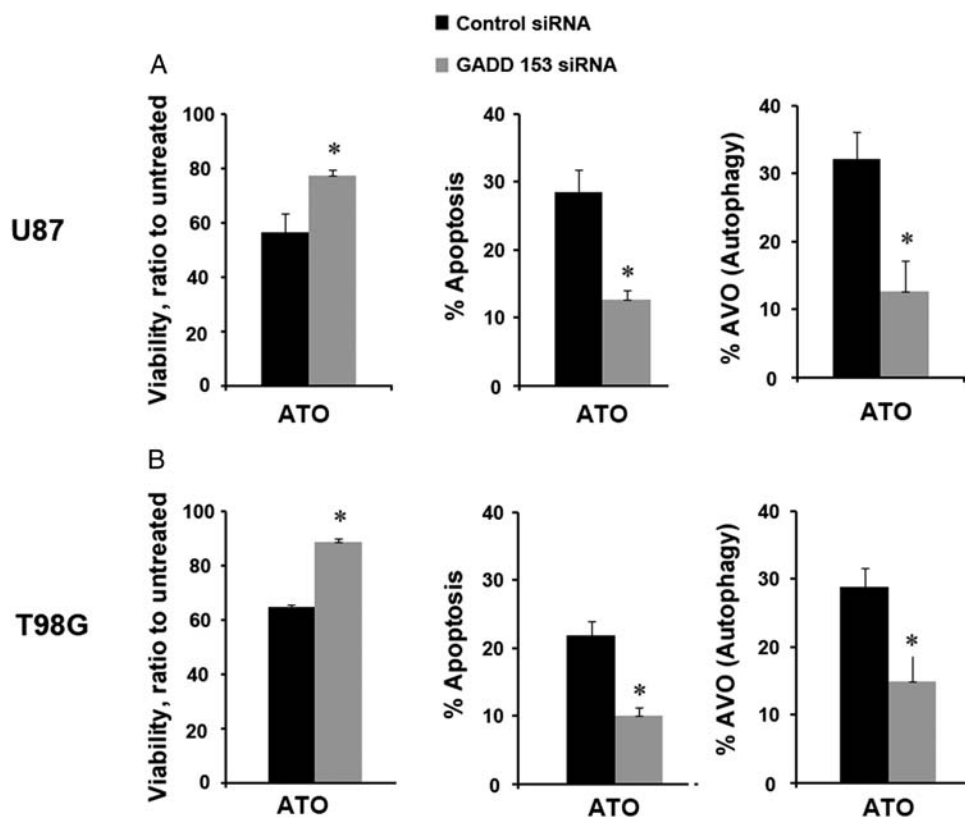 Control siRNA
GADD 153 siRNA
A
U87
Viability, ratio to untreated
100
80
60
40
20
0
*
ATO
% Apoptosis
40
30
20
10
0
*
ATO
% AVO (Autophagy)
40
30
20
10
0
*
ATO
B
T98G
Viability, ratio to untreated
100
80
60
40
20
0
*
ATO
% Apoptosis
40
30
20
10
0
*
ATO
% AVO (Autophagy)
40
30
20
10
0
*
ATO